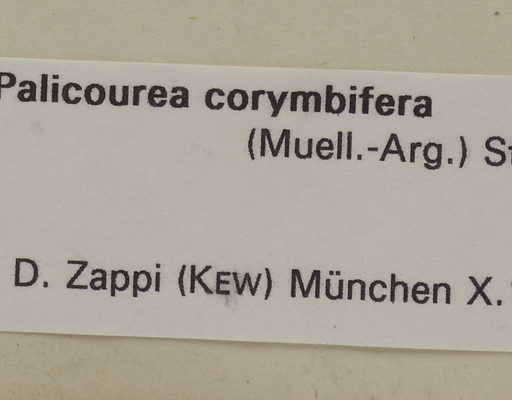 Palicourea corymbifera
(Muell.-Arg.) St
D. Zappi (KEW) München X.